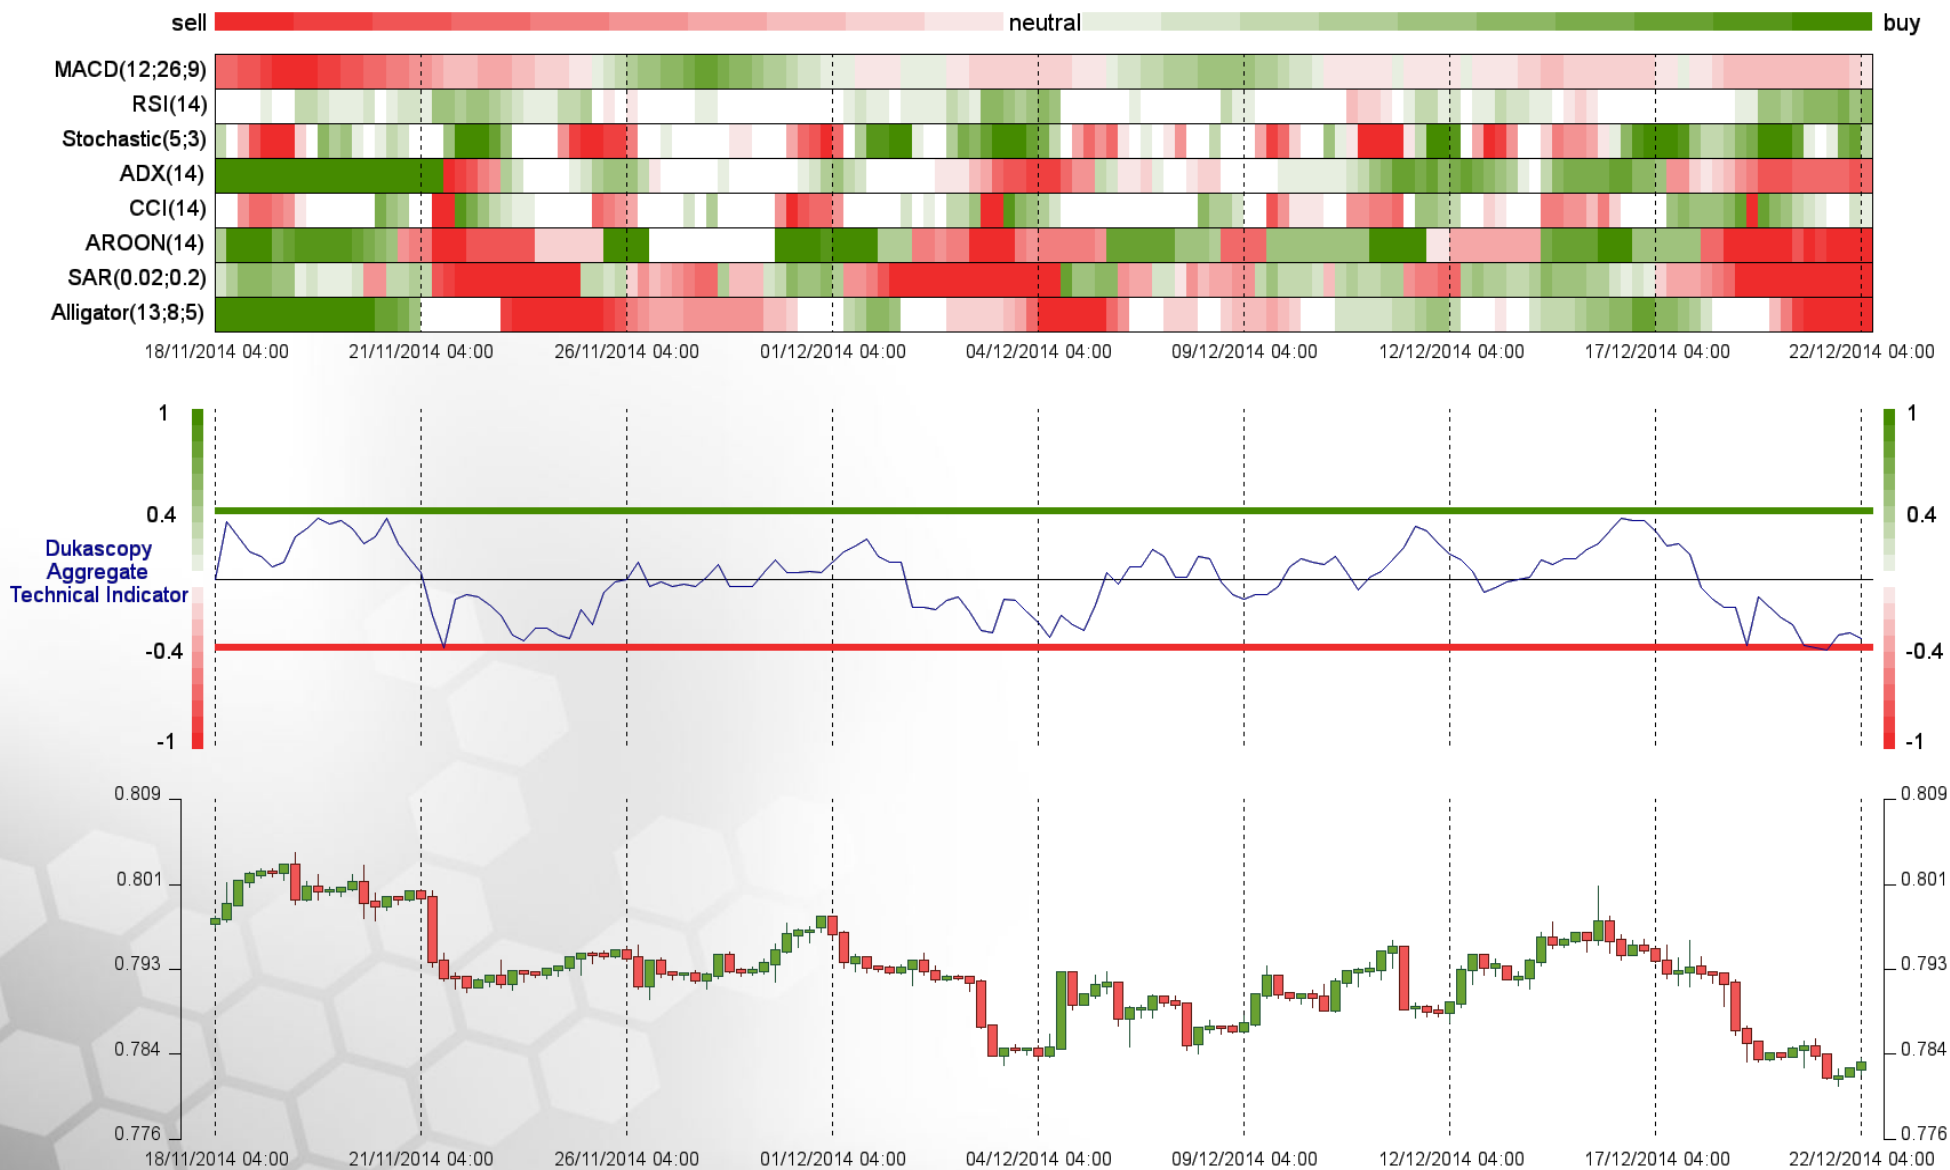 sell neutral buy
MACD(12;26;9)
RSI(14)
Stochastic(5;3)
ADX(14)
CCI(14)
AROON(14)
SAR(0.02;0.2)
Alligator(13;8;5)
18/11/2014 04:00 21/11/2014 04:00 26/11/2014 04:00 01/12/2014 04:00 04/12/2014 04:00 09/12/2014 04:00 12/12/2014 04:00 17/12/2014 04:00 22/12/2014 04:00
1 1
0.4 0.4
Dukascopy
Aggregate
Technical Indicator
-0.4 -0.4
-1 -1
0.809 0.809
0.801 0.801
0.793 0.793
0.784 0.784
0.776 0.776
18/11/2014 04:00 21/11/2014 04:00 26/11/2014 04:00 01/12/2014 04:00 04/12/2014 04:00 09/12/2014 04:00 12/12/2014 04:00 17/12/2014 04:00 22/12/2014 04:00